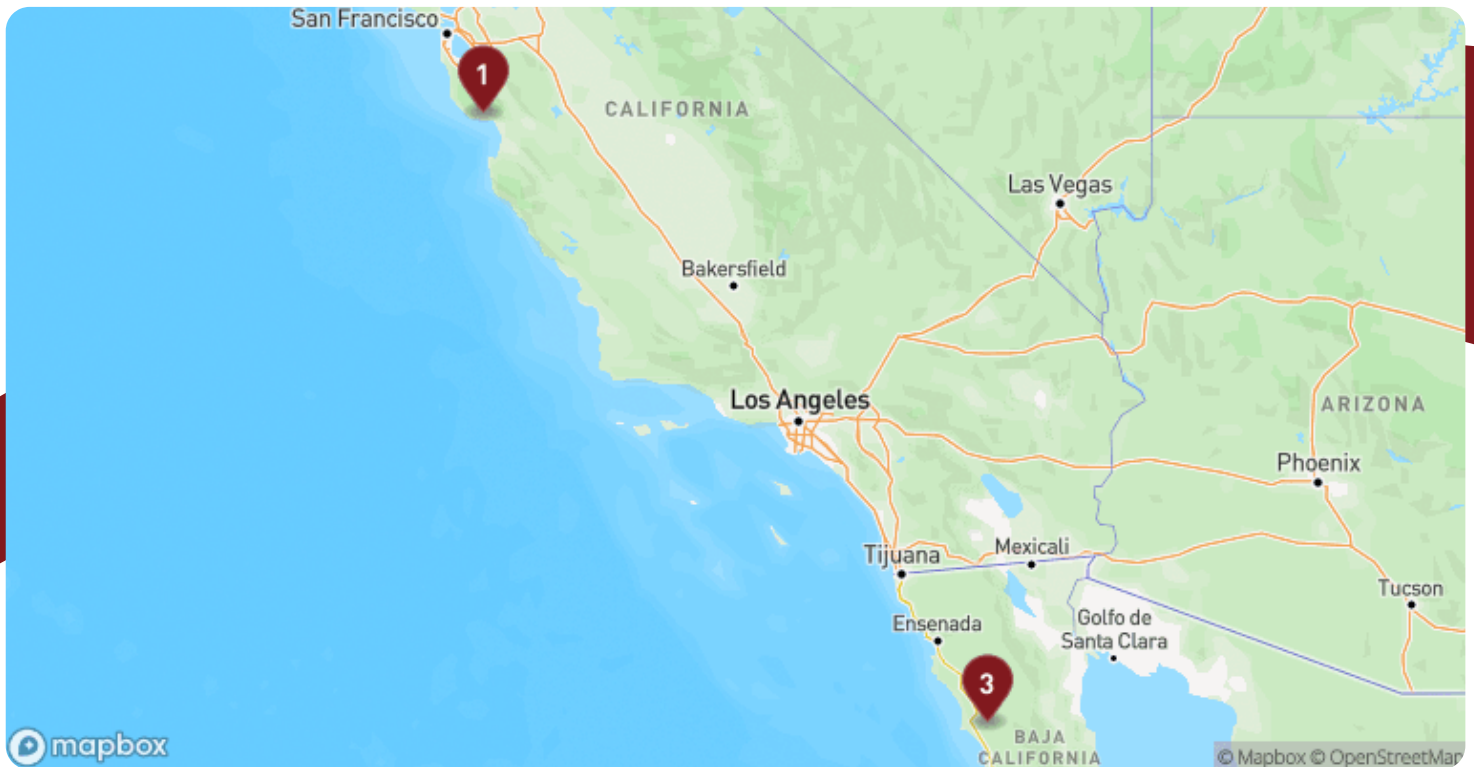 San Francisco
1
CALIFORNIA
Las Vegas
Bakersfield
Los Angeles
ARIZONA
Phoenix
Tijuana
Mexicali
Tucson
Ensenada
Golfo de
Santa Clara
3
BAJA
CALIFORNIA
mapbox
© Mapbox © OpenStreetMap